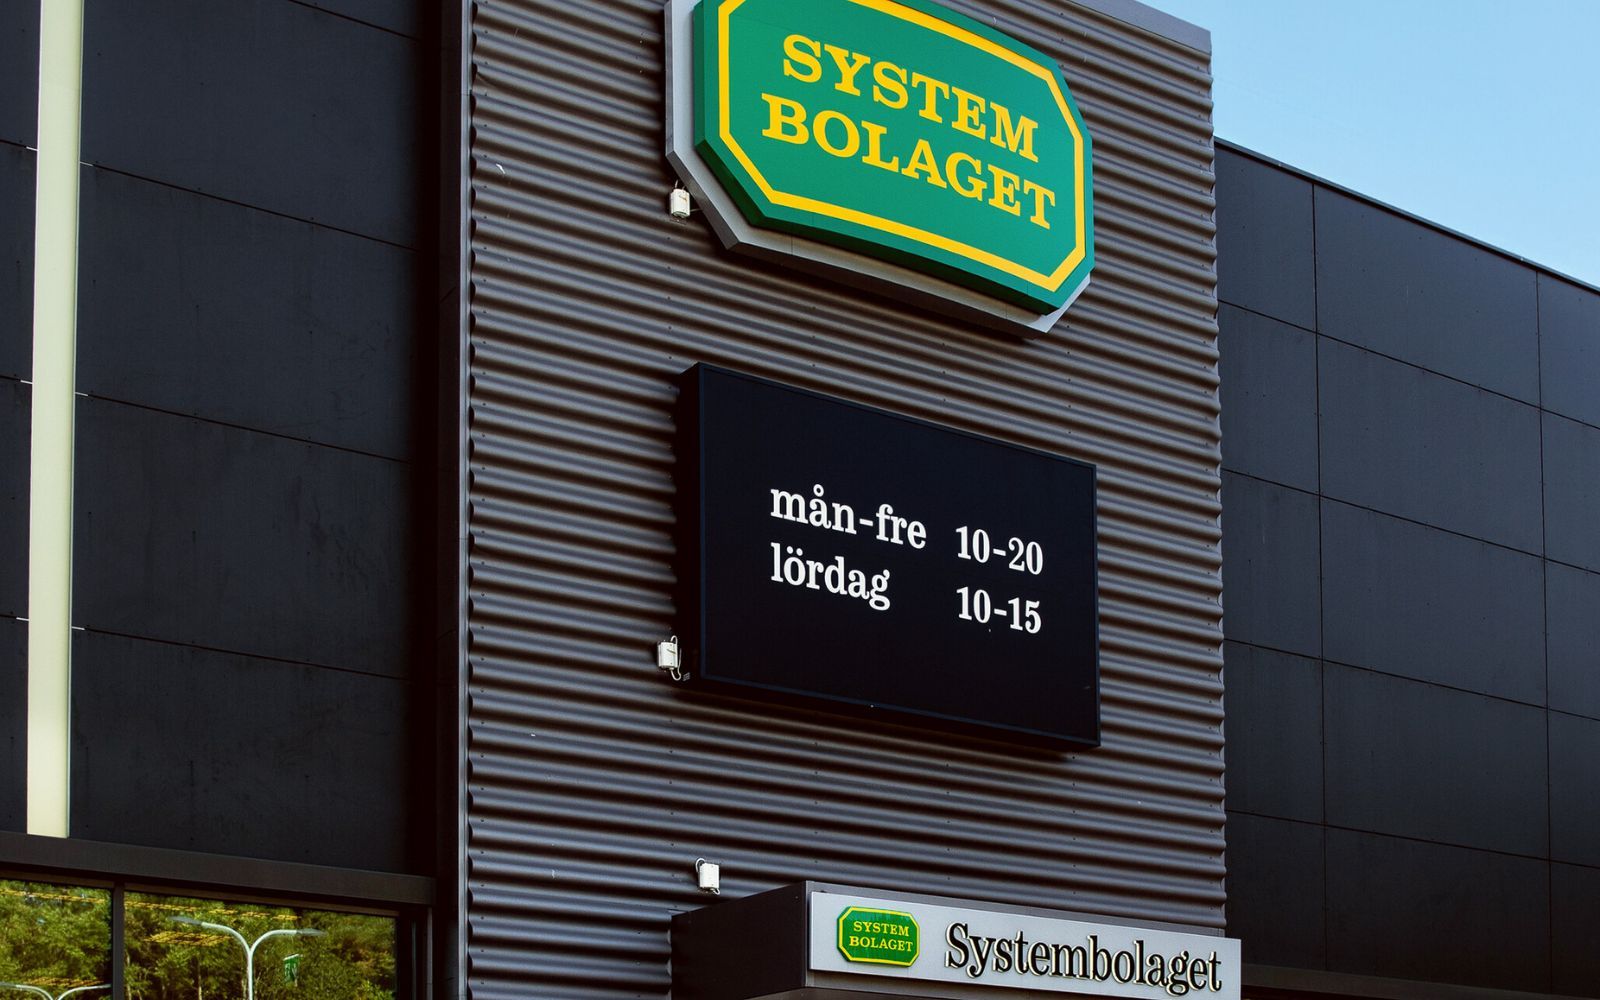 SYSTEM
BOLAGET
mån-fre 10-20
lördag 10-15
SYSTEM
BOLAGET
Systembolaget